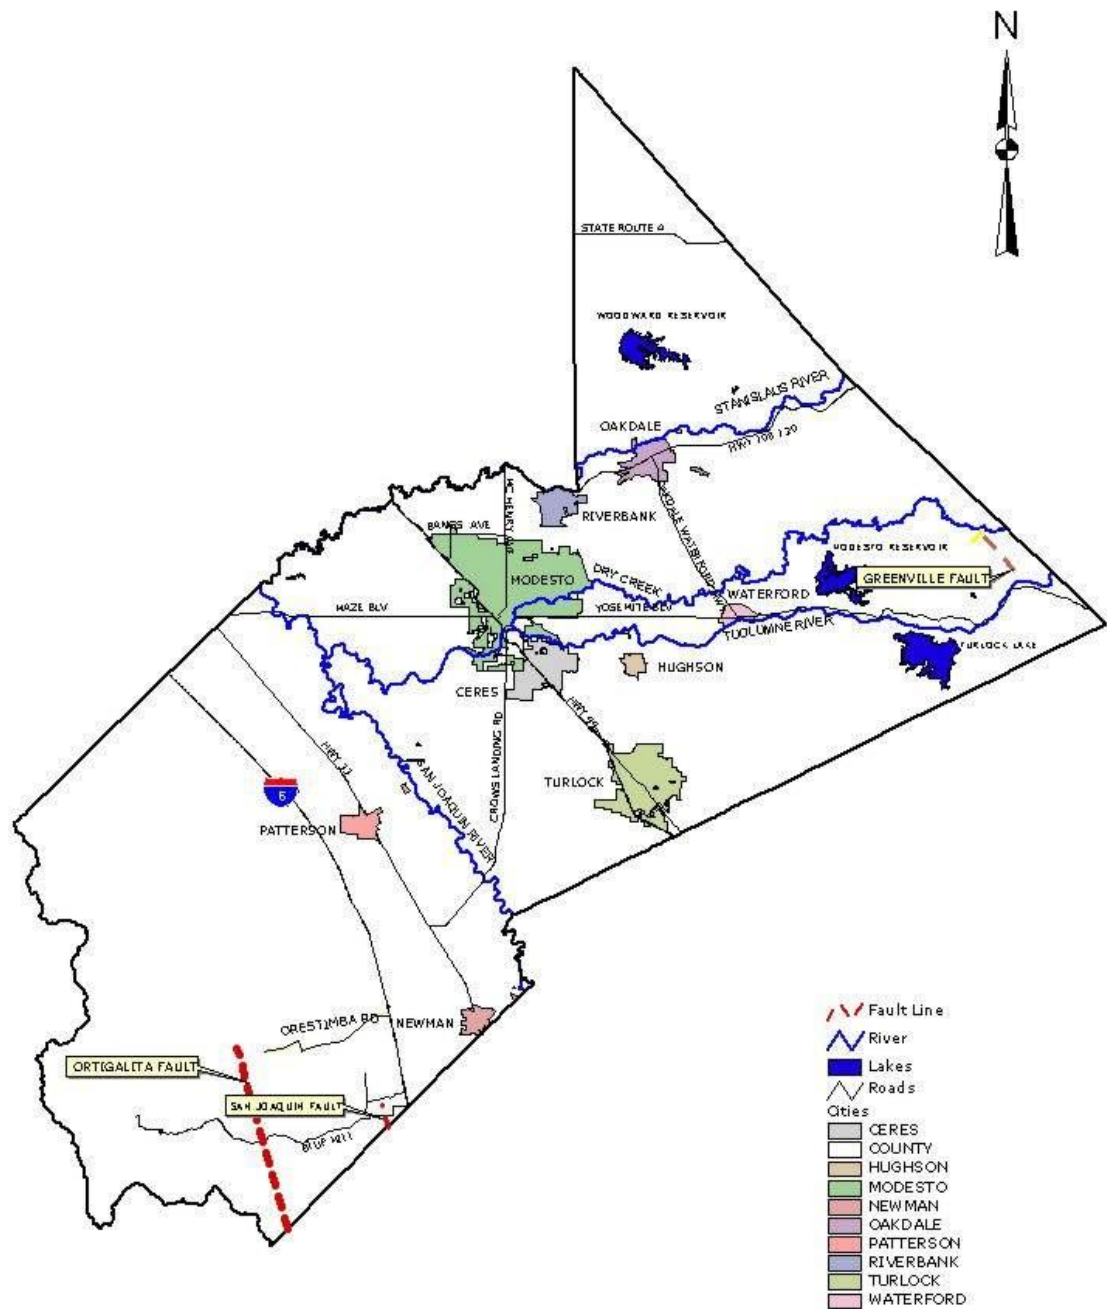 N
STATE ROUTE 4
WOODWARD RESERVOIR
STANISLAUS RIVER
OAKDALE
HWY 108 120
MC HENRY AVE
RIVERBANK
BANGS AVE
OAKDALE WATERFORD HWY
MODESTO RESERVOIR
MODESTO
DRY CREEK
GREENVILLE FAULT
WATERFORD
HAZE BLV
YOSEMITE BLV
TUOLUMNE RIVER
TURLOCK LAKE
HUGHSON
CERES
HWY 99
HWY 33
CROWS LANDING RD
SAN JOAQUIN RIVER
TURLOCK
5
PATTERSON
ORESTIMBA RD
NEWMAN
ORTIGALITA FAULT
SAN JOAQUIN FAULT
Fault Line
River
Lakes
Roads
Cities
CERES
COUNTY
HUGHSON
MODESTO
NEWMAN
OAKDALE
PATTERSON
RIVERBANK
TURLOCK
WATERFORD